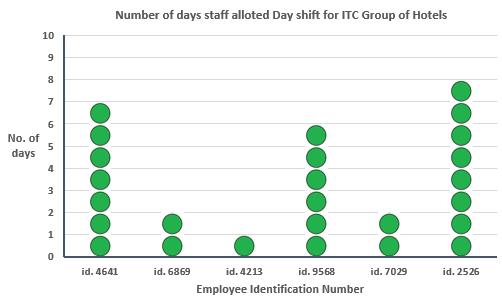 Number of days staff alloted Day shift for ITC Group of Hotels
10
9
8
7
6
5
4
3
2
1
0
No. of
days
id. 4641 id. 6869 id. 4213 id. 9568 id. 7029 id. 2526
Employee Identification Number